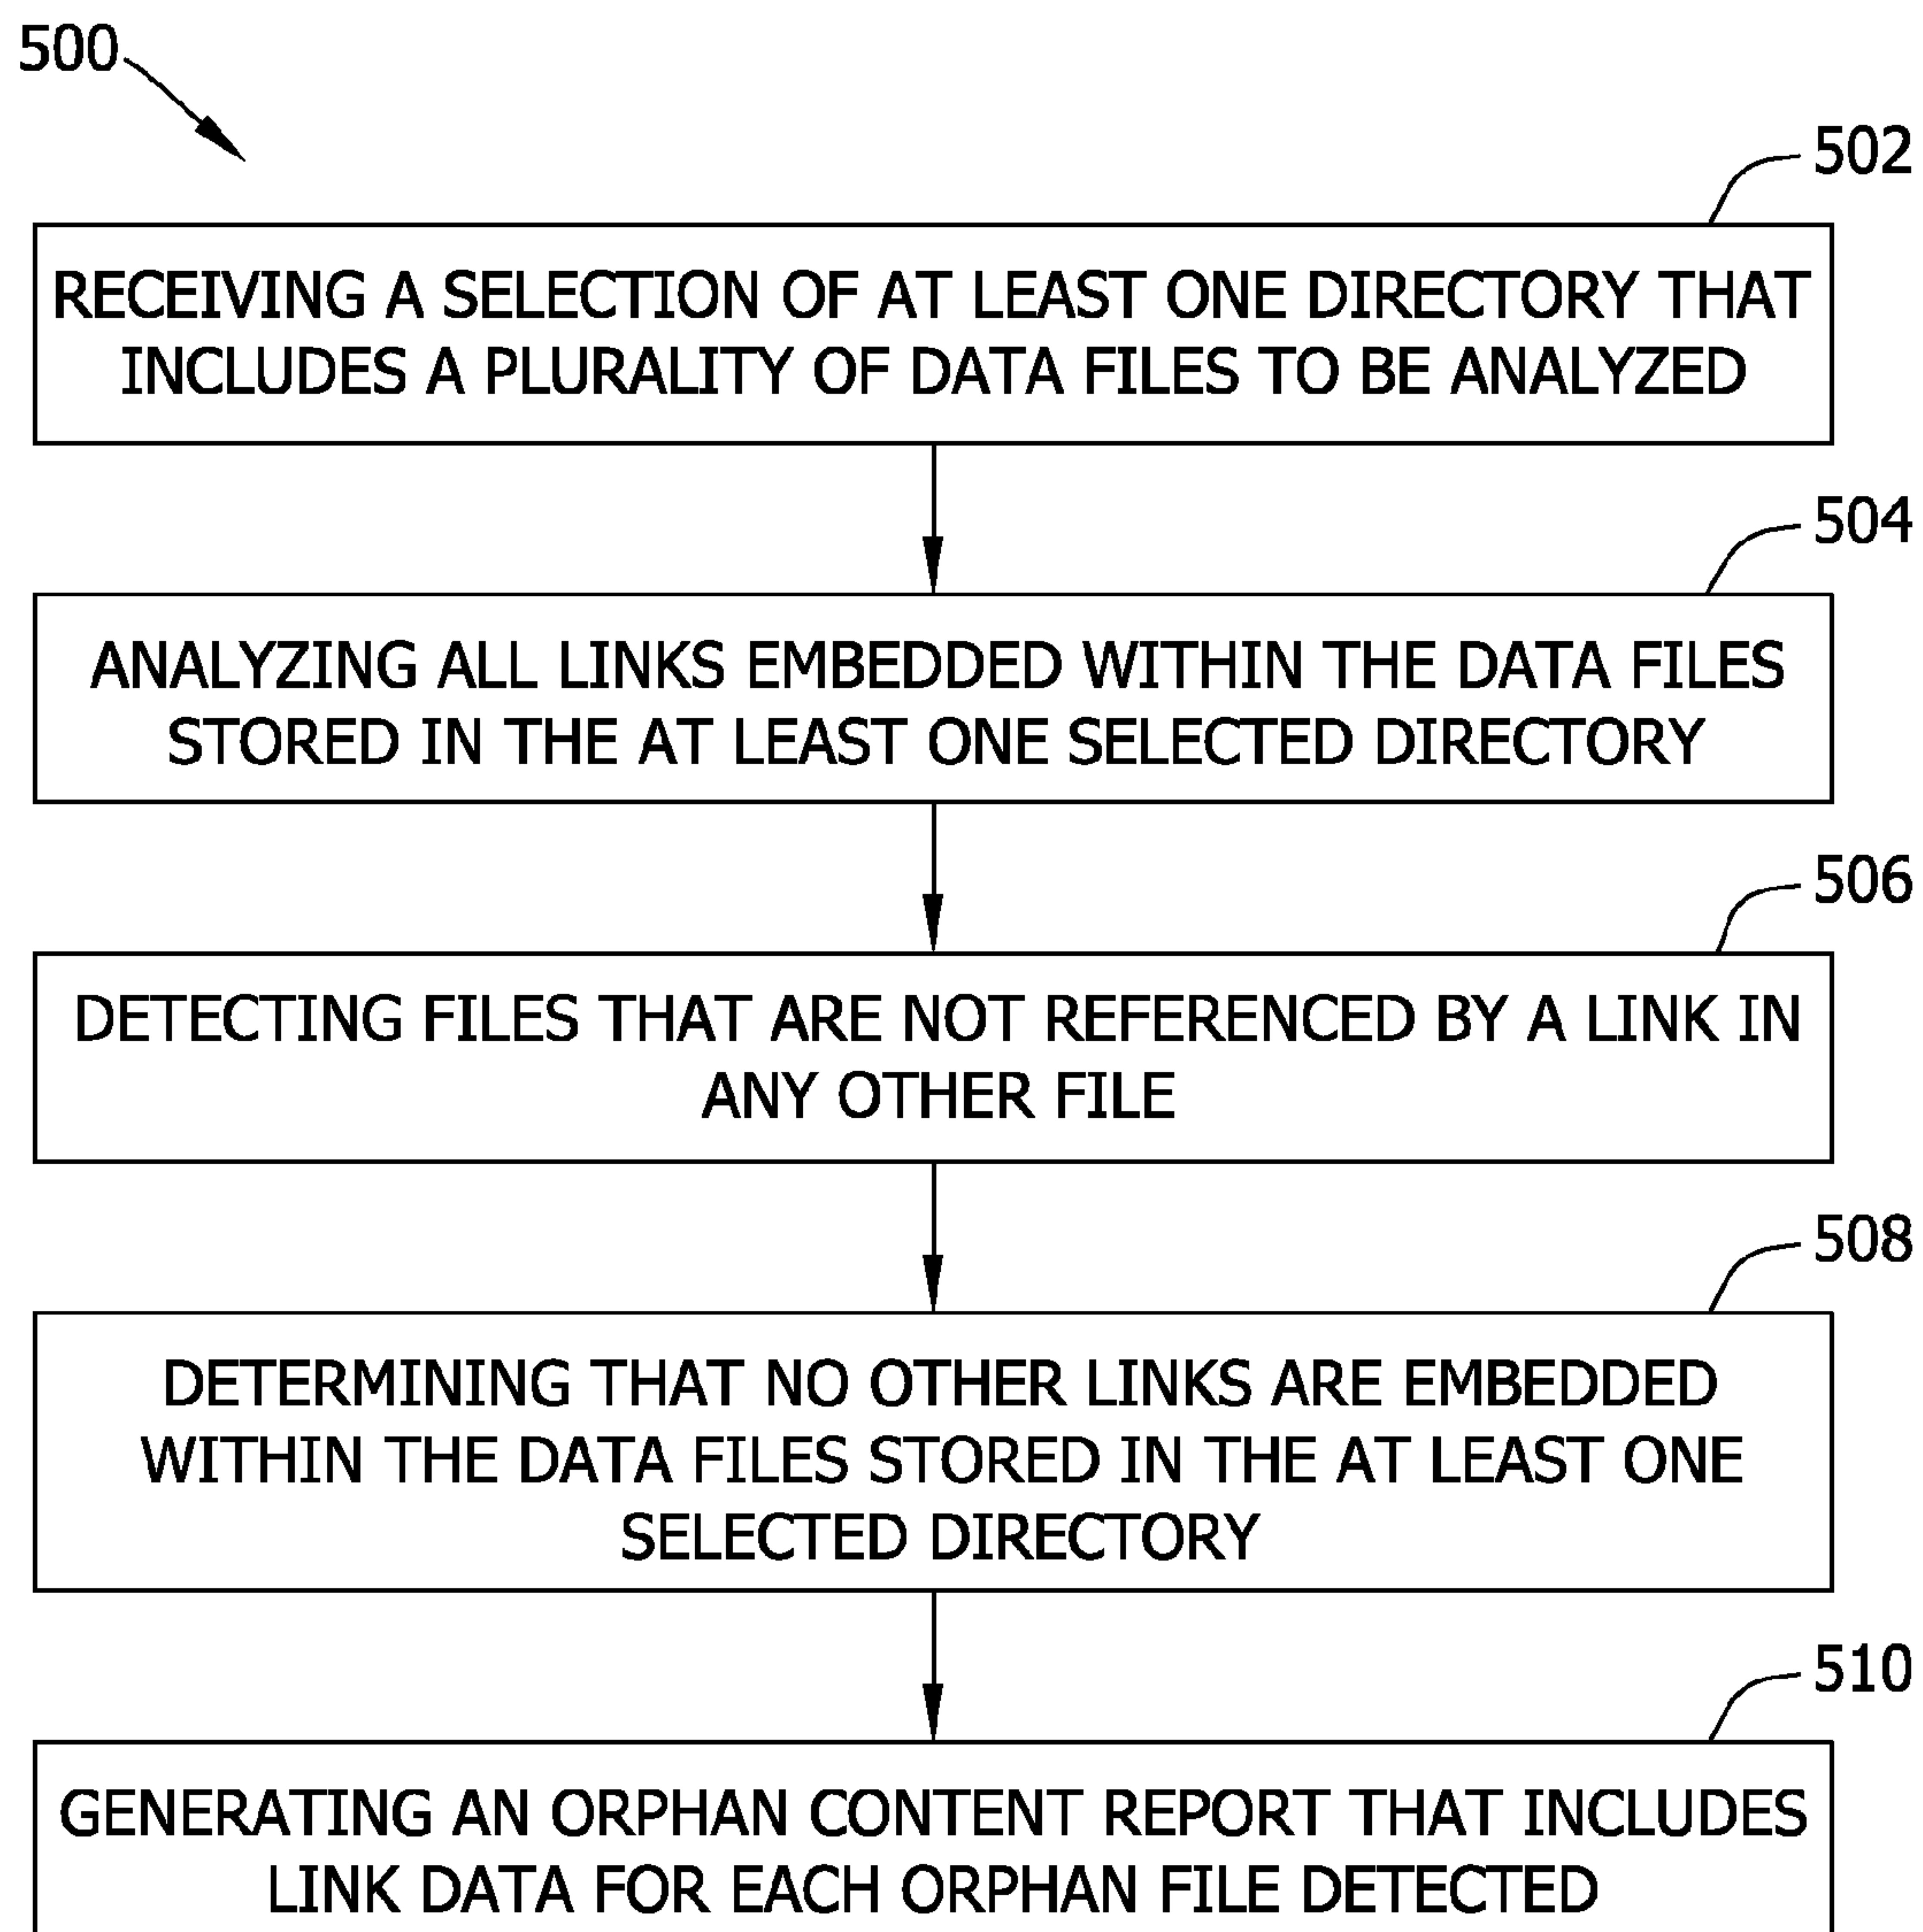 500
502
RECEIVING A SELECTION OF AT LEAST ONE DIRECTORY THAT
INCLUDES A PLURALITY OF DATA FILES TO BE ANALYZED
504
ANALYZING ALL LINKS EMBEDDED WITHIN THE DATA FILES
STORED IN THE AT LEAST ONE SELECTED DIRECTORY
506
DETECTING FILES THAT ARE NOT REFERENCED BY A LINK IN
ANY OTHER FILE
508
DETERMINING THAT NO OTHER LINKS ARE EMBEDDED
WITHIN THE DATA FILES STORED IN THE AT LEAST ONE
SELECTED DIRECTORY
510
GENERATING AN ORPHAN CONTENT REPORT THAT INCLUDES
LINK DATA FOR EACH ORPHAN FILE DETECTED